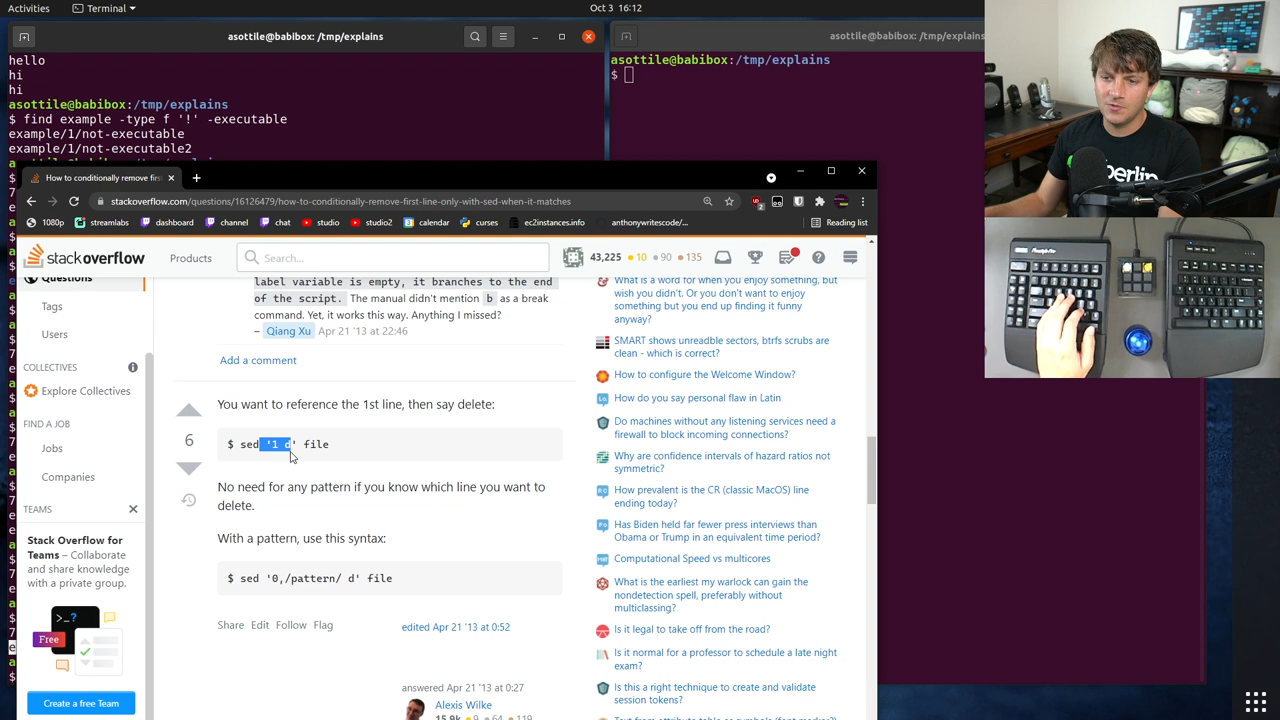 Activities
Terminal
Oct 3 16:12
asottile@babibox: /tmp/explains
asottile@babibox: /tmp/explains
hello
hi
hi
asottile@babibox:/tmp/explains
$ find example -type f '!' -executable
example/1/not-executable
example/1/not-executable2
asottile@babibox:/tmp/explains
$
How to conditionally remove firs
stackoverflow.com/questions/16126479/how-to-conditionally-remove-first-line-only-with-sed-when-it-matches
1080p
streamlabs
dashboard
channel
chat
studio
studio2
calendar
curses
ec2instances.info
anthonywritescode/...
Reading list
stackoverflow
Products
Search...
43,225
10
90
135
Questions
Tags
Users
COLLECTIVES
Explore Collectives
FIND A JOB
Jobs
Companies
TEAMS
Stack Overflow for
Teams – Collaborate
and share knowledge
with a private group.
>_?
Free
Create a free Team
label variable is empty, it branches to the end
of the script. The manual didn't mention b as a break
command. Yet, it works this way. Anything I missed?
– Qiang Xu Apr 21 '13 at 22:46
Add a comment
6
You want to reference the 1st line, then say delete:
$ sed '1 d' file
No need for any pattern if you know which line you want to
delete.
With a pattern, use this syntax:
$ sed '0,/pattern/ d' file
Share Edit Follow Flag
edited Apr 21 '13 at 0:52
answered Apr 21 '13 at 0:27
Alexis Wilke
15.9k 9 64 119
What is a word for when you enjoy something, but
wish you didn't. Or you don't want to enjoy
something but you end up finding it funny
anyway?
SMART shows unreadble sectors, btrfs scrubs are
clean - which is correct?
How to configure the Welcome Window?
How do you say personal flaw in Latin
Do machines without any listening services need a
firewall to block incoming connections?
Why are confidence intervals of hazard ratios not
symmetric?
How prevalent is the CR (classic MacOS) line
ending today?
Has Biden held far fewer press interviews than
Obama or Trump in an equivalent time period?
Computational Speed vs multicores
What is the earliest my warlock can gain the
nondetection spell, preferably without
multiclassing?
Is it legal to take off from the road?
Is it normal for a professor to schedule a late night
exam?
Is this a right technique to create and validate
session tokens?